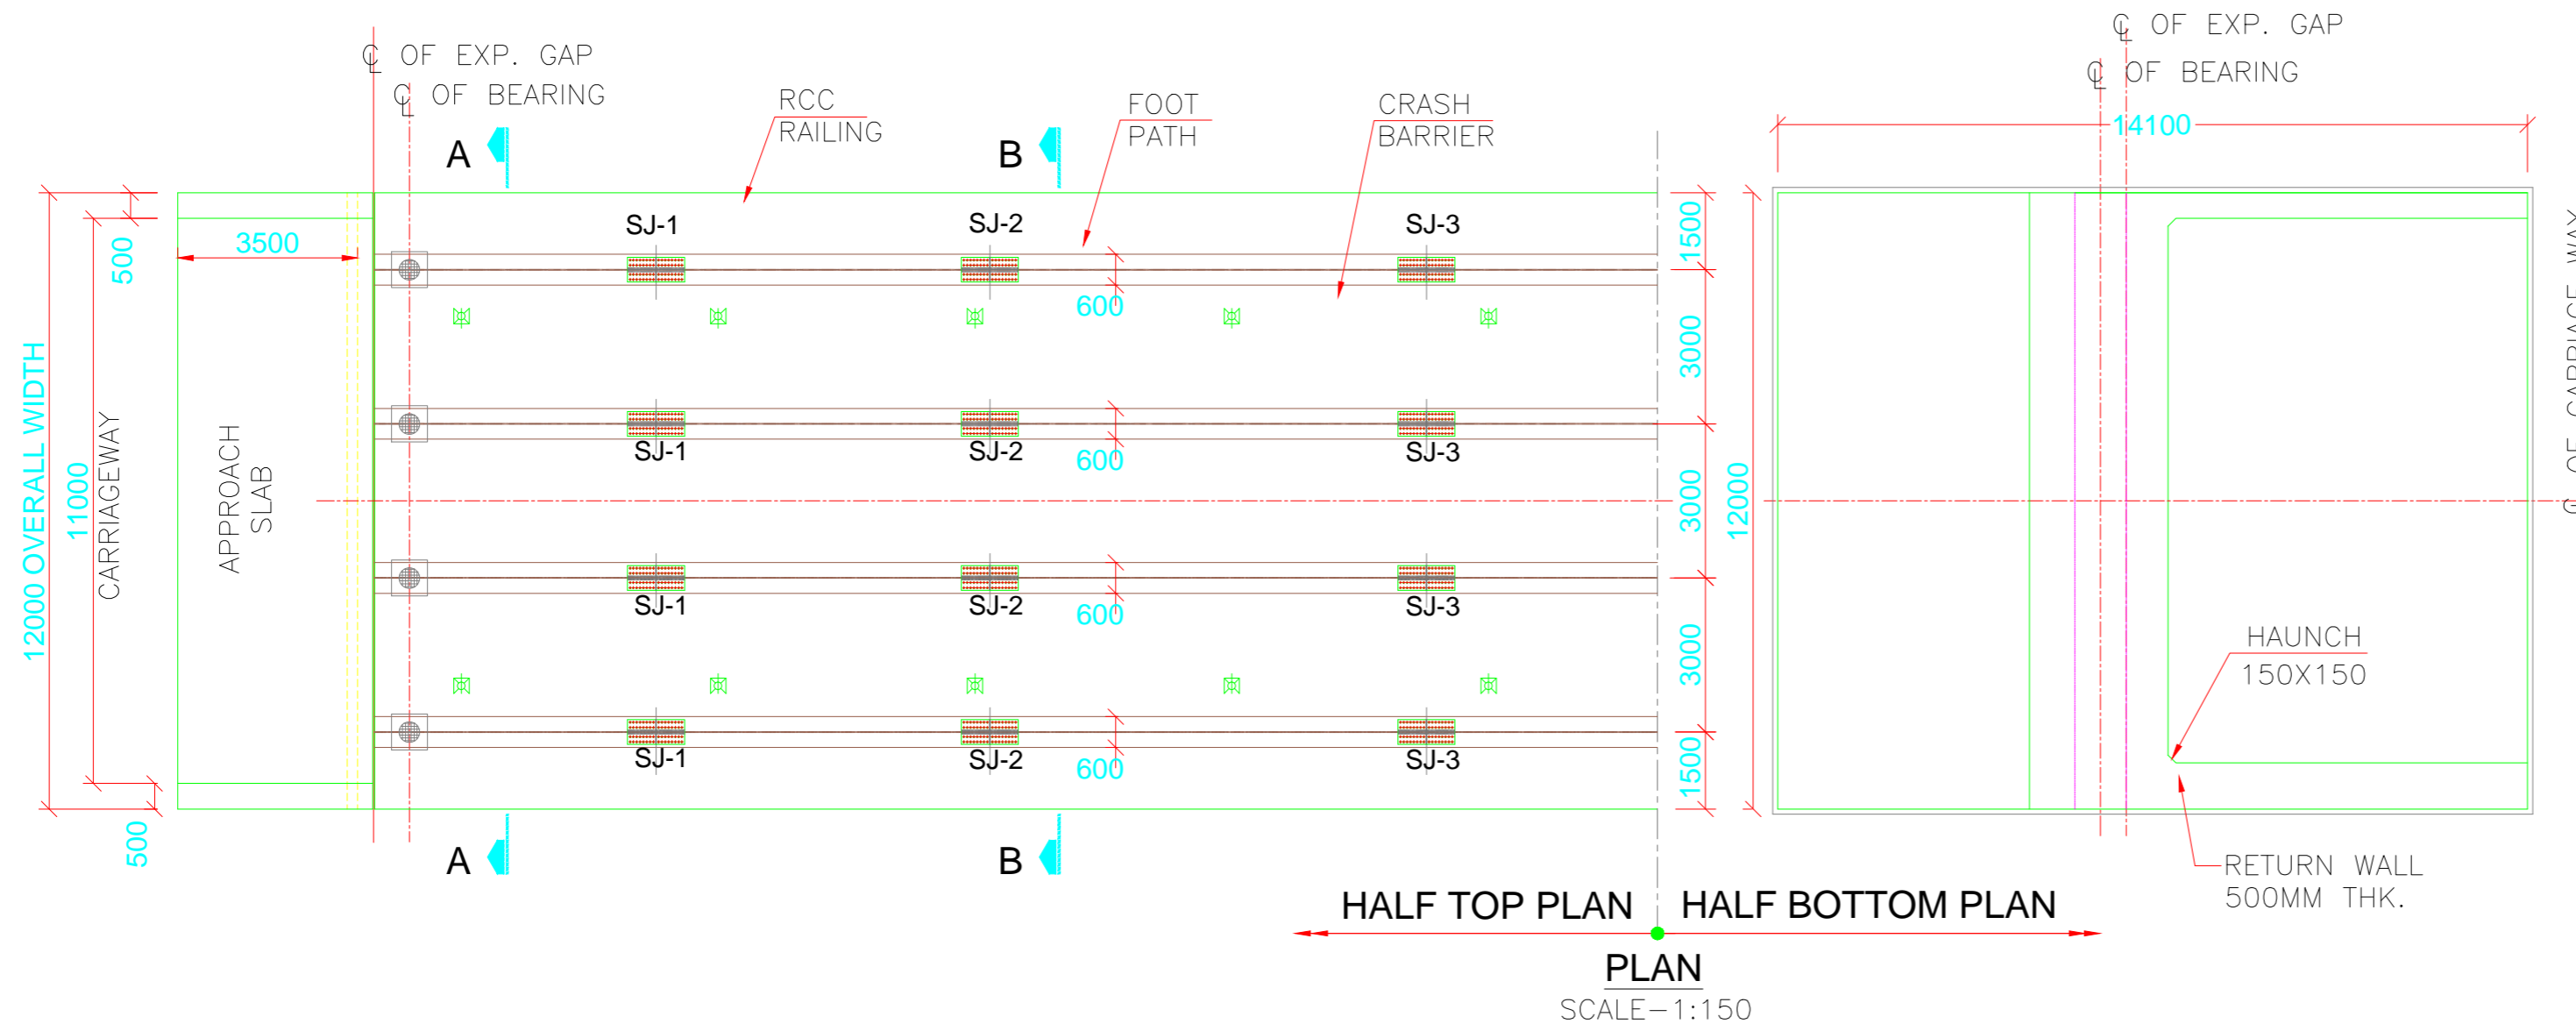 ℄ OF EXP. GAP
℄ OF BEARING
RCC
RAILING
FOOT
PATH
CRASH
BARRIER
℄ OF EXP. GAP
℄ OF BEARING
14100
A
B
500
3500
SJ-1
SJ-2
SJ-3
600
1500
3000
12000 OVERALL WIDTH
11000
CARRIAGEWAY
APPROACH
SLAB
SJ-1
SJ-2
SJ-3
600
3000
12000
℄ OF CARRIAGE WAY
SJ-1
SJ-2
SJ-3
600
3000
HAUNCH
150X150
SJ-1
SJ-2
SJ-3
600
1500
500
A
B
RETURN WALL
500MM THK.
HALF TOP PLAN
HALF BOTTOM PLAN
PLAN
SCALE-1:150